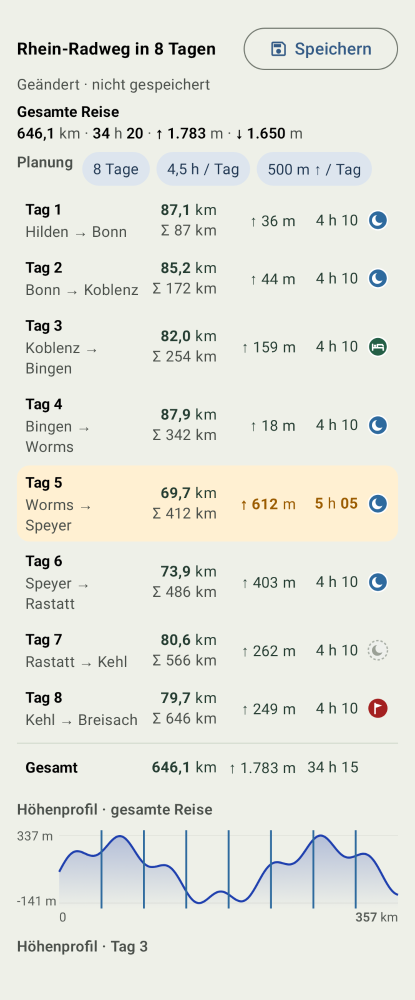 Rhein-Radweg in 8 Tagen
Speichern
Geändert · nicht gespeichert
Gesamte Reise
646,1 km · 34 h 20 · ↑ 1.783 m · ↓ 1.650 m
Planung 8 Tage 4,5 h / Tag 500 m ↑ / Tag
Tag 1 87,1 km ↑ 36 m 4 h 10
Hilden → Bonn Σ 87 km
Tag 2 85,2 km ↑ 44 m 4 h 10
Bonn → Koblenz Σ 172 km
Tag 3 82,0 km ↑ 159 m 4 h 10
Koblenz → Σ 254 km
Bingen
Tag 4 87,9 km ↑ 18 m 4 h 10
Bingen → Σ 342 km
Worms
Tag 5 69,7 km ↑ 612 m 5 h 05
Worms → Σ 412 km
Speyer
Tag 6 73,9 km ↑ 403 m 4 h 10
Speyer → Σ 486 km
Rastatt
Tag 7 80,6 km ↑ 262 m 4 h 10
Rastatt → Kehl Σ 566 km
Tag 8 79,7 km ↑ 249 m 4 h 10
Kehl → Breisach Σ 646 km
Gesamt 646,1 km ↑ 1.783 m 34 h 15
Höhenprofil · gesamte Reise
337 m
-141 m
0 357 km
Höhenprofil · Tag 3